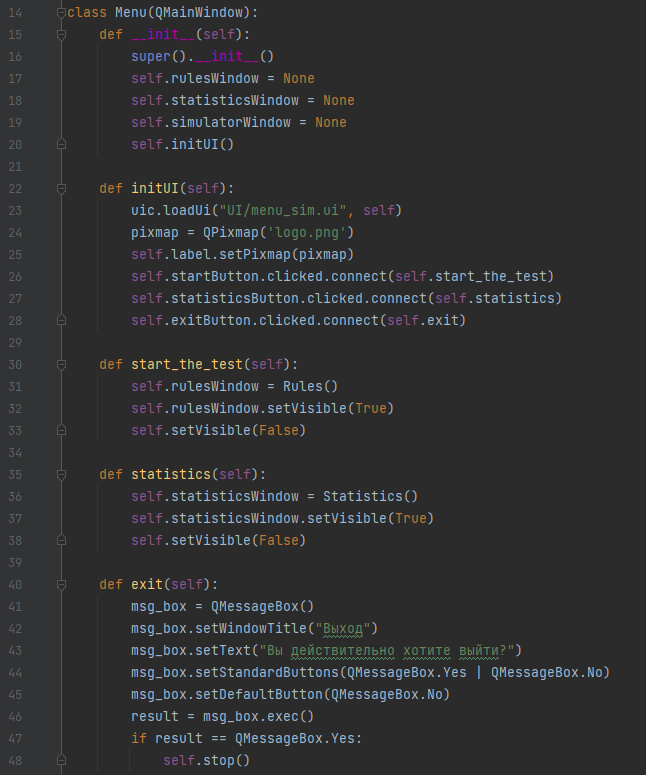 14 class Menu(QMainWindow):
15     def __init__(self):
16         super().__init__()
17         self.rulesWindow = None
18         self.statisticsWindow = None
19         self.simulatorWindow = None
20         self.initUI()
21
22     def initUI(self):
23         uic.loadUi("UI/menu_sim.ui", self)
24         pixmap = QPixmap('logo.png')
25         self.label.setPixmap(pixmap)
26         self.startButton.clicked.connect(self.start_the_test)
27         self.statisticsButton.clicked.connect(self.statistics)
28         self.exitButton.clicked.connect(self.exit)
29
30     def start_the_test(self):
31         self.rulesWindow = Rules()
32         self.rulesWindow.setVisible(True)
33         self.setVisible(False)
34
35     def statistics(self):
36         self.statisticsWindow = Statistics()
37         self.statisticsWindow.setVisible(True)
38         self.setVisible(False)
39
40     def exit(self):
41         msg_box = QMessageBox()
42         msg_box.setWindowTitle("Выход")
43         msg_box.setText("Вы действительно хотите выйти?")
44         msg_box.setStandardButtons(QMessageBox.Yes | QMessageBox.No)
45         msg_box.setDefaultButton(QMessageBox.No)
46         result = msg_box.exec()
47         if result == QMessageBox.Yes:
48             self.stop()